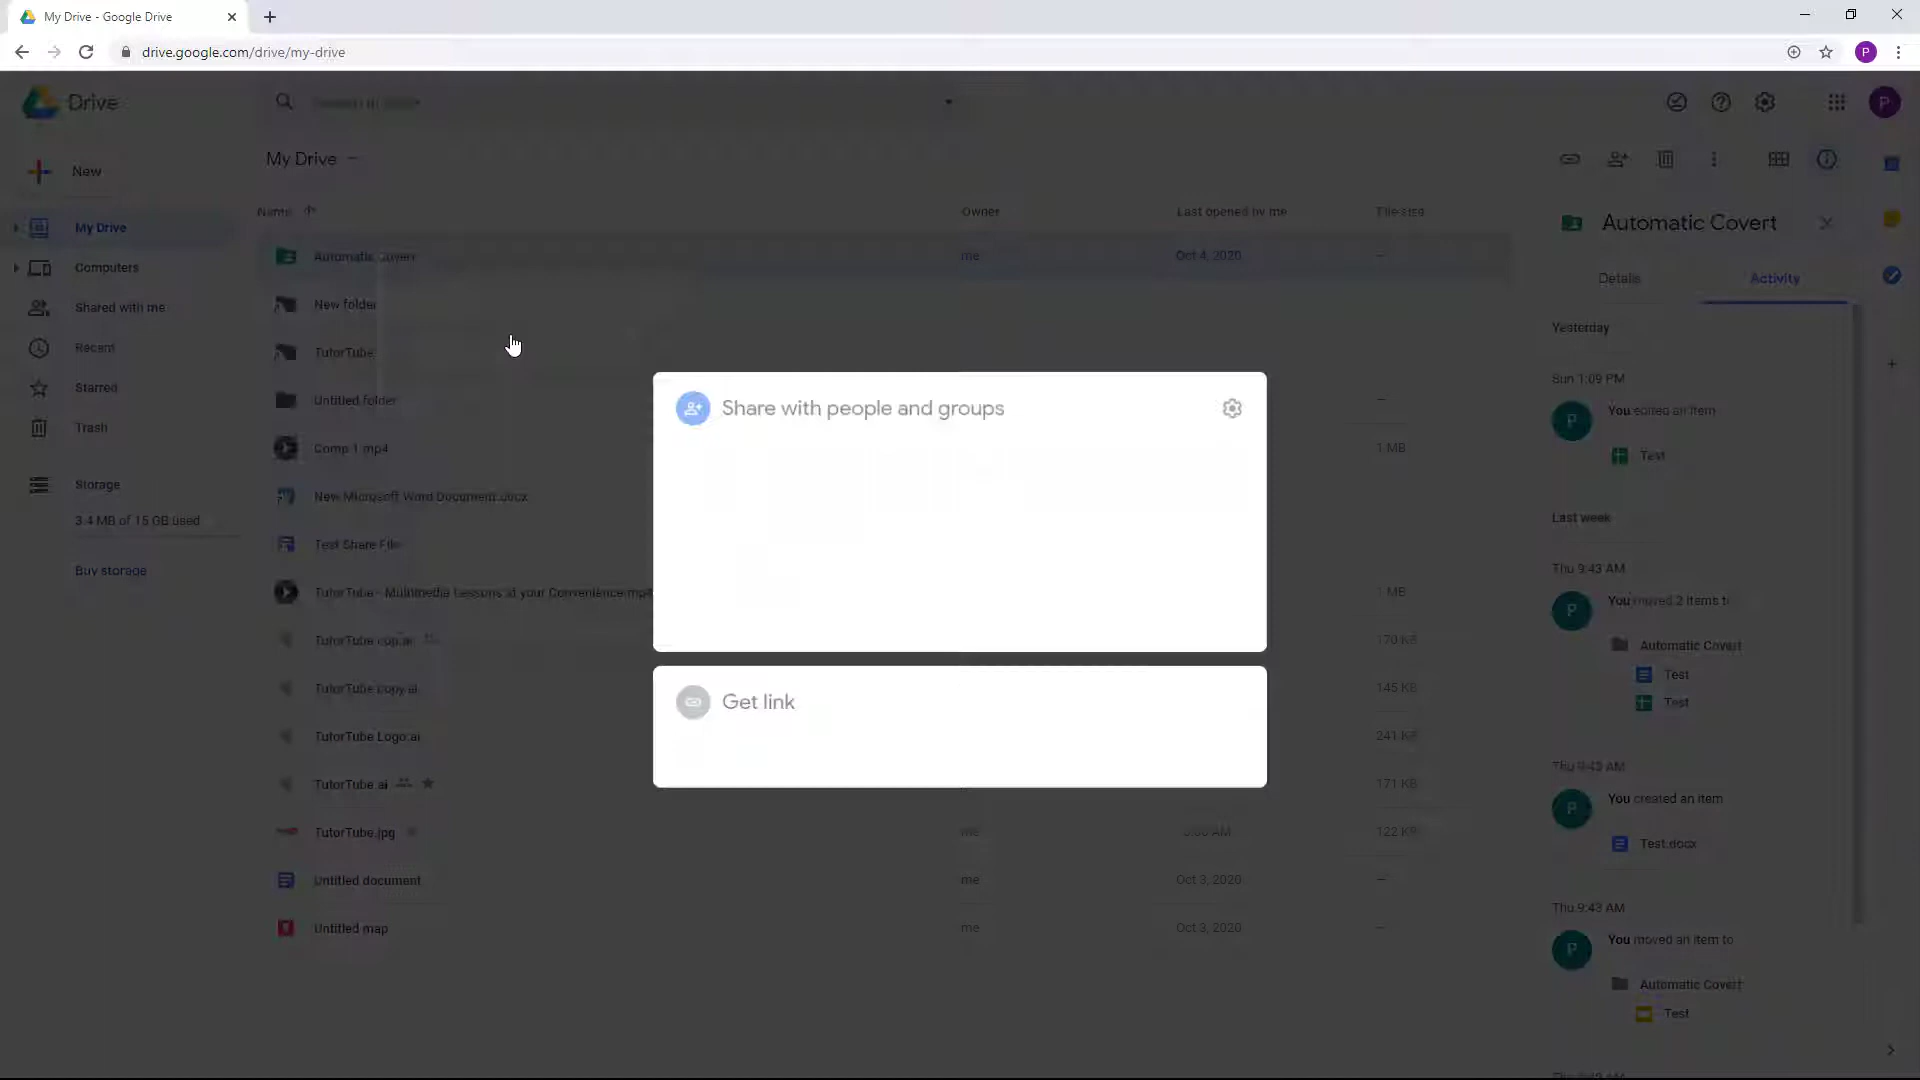 My Drive - Google Drive
drive.google.com/drive/my-drive
P
Drive
P
My Drive
New
Name
Owner
Last opened by me
File size
My Drive
Computers
Shared with me
Recent
Starred
Trash
Storage
3.4 MB of 15 GB used
Buy storage
Automatic Covert
me
Oct 4, 2020
—
New folder
TutorTube
Untitled folder
—
Comp 1.mp4
1 MB
New Microsoft Word Document.docx
Test Share File
TutorTube - Multimedia Lessons at your Convenience.mp4
1 MB
TutorTube cop.ai
170 KB
TutorTube copy.ai
145 KB
TutorTube Logo.ai
241 KB
TutorTube.ai
171 KB
TutorTube.jpg
me
122 KB
Untitled document
me
Oct 3, 2020
—
Untitled map
me
Oct 3, 2020
—
Share with people and groups
Get link
Automatic Covert
Details
Activity
Yesterday
Sun 1:09 PM
P
You edited an item
Test
Last week
Thu 9:43 AM
P
You moved 2 items to
Automatic Covert
Test
Test
Thu 9:43 AM
P
You created an item
Test.docx
Thu 9:43 AM
P
You moved an item to
Automatic Covert
Test